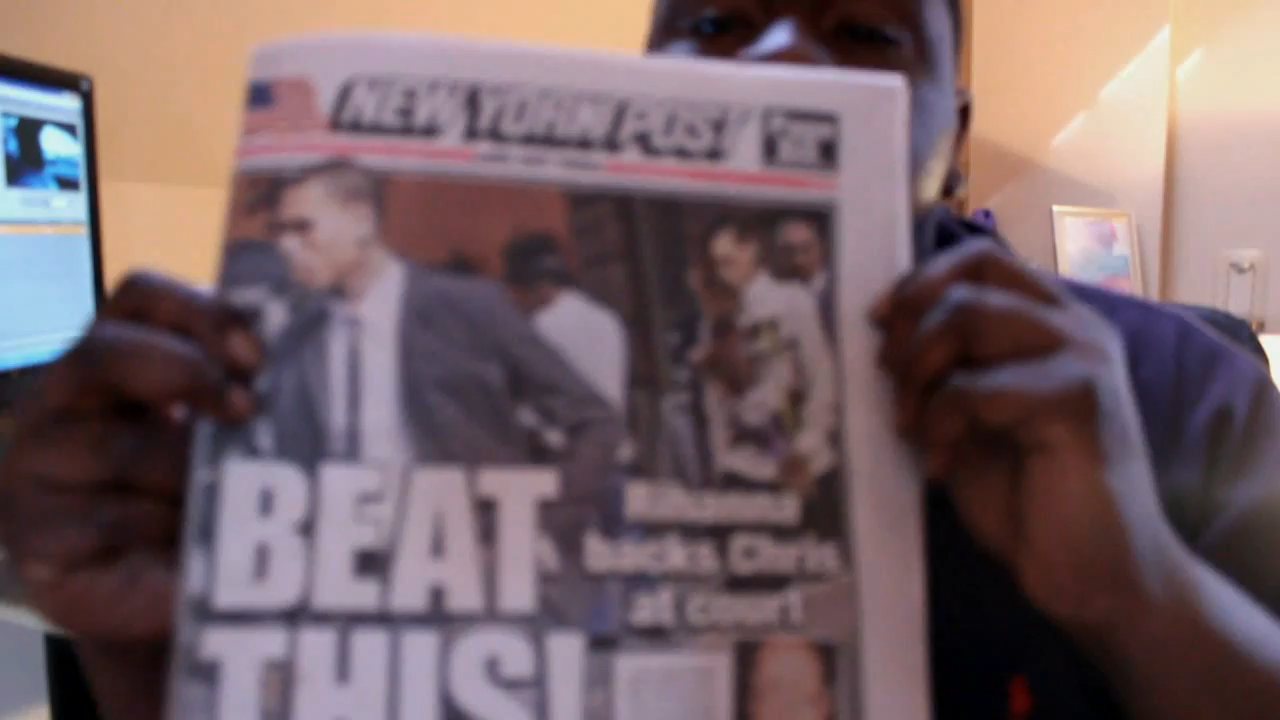 NEW YORK POST
BEAT
THIS!
Rihanna
backs Chris
at court